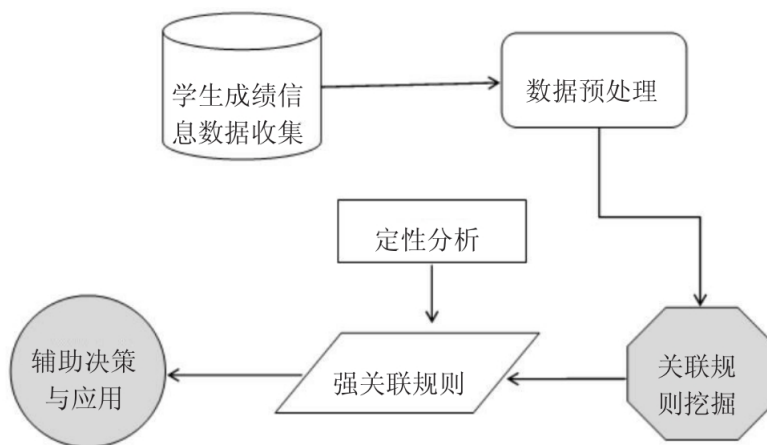 学生成绩信
息数据收集
数据预处理
定性分析
辅助决策
与应用
强关联规则
关联规
则挖掘